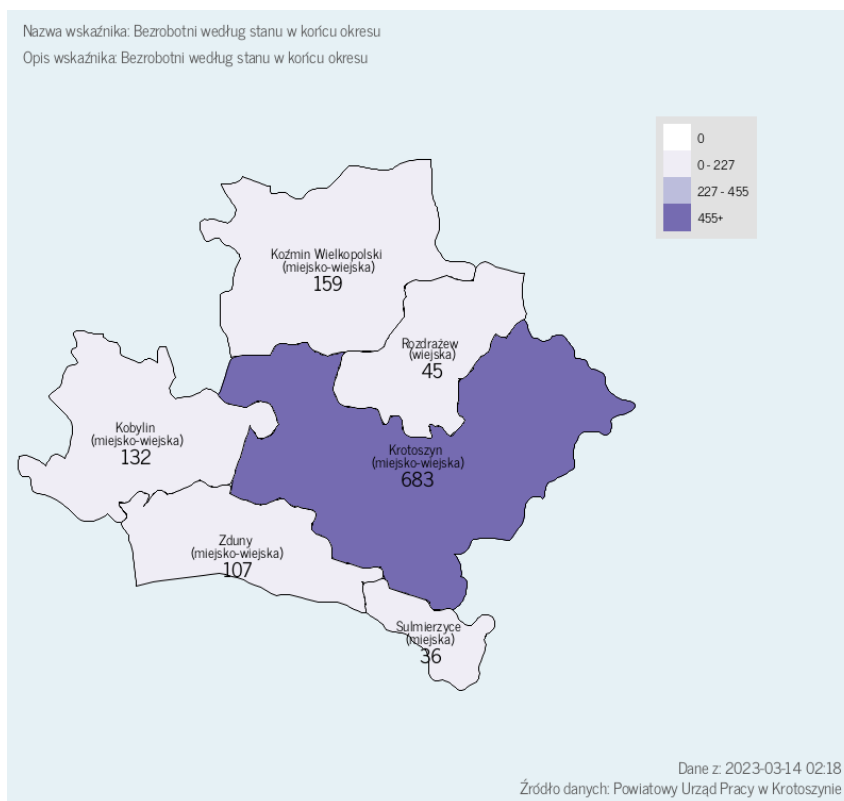 Nazwa wskaźnika: Bezrobotni według stanu w końcu okresu
Opis wskaźnika: Bezrobotni według stanu w końcu okresu
0
0 - 227
227 - 455
455+
Koźmin Wielkopolski
(miejsko-wiejska)
159
Rozdrażew
(wiejska)
45
Kobylin
(miejsko-wiejska)
132
Krotoszyn
(miejsko-wiejska)
683
Zduny
(miejsko-wiejska)
107
Sulmierzyce
(miejska)
36
Dane z: 2023-03-14 02:18
Źródło danych: Powiatowy Urząd Pracy w Krotoszynie